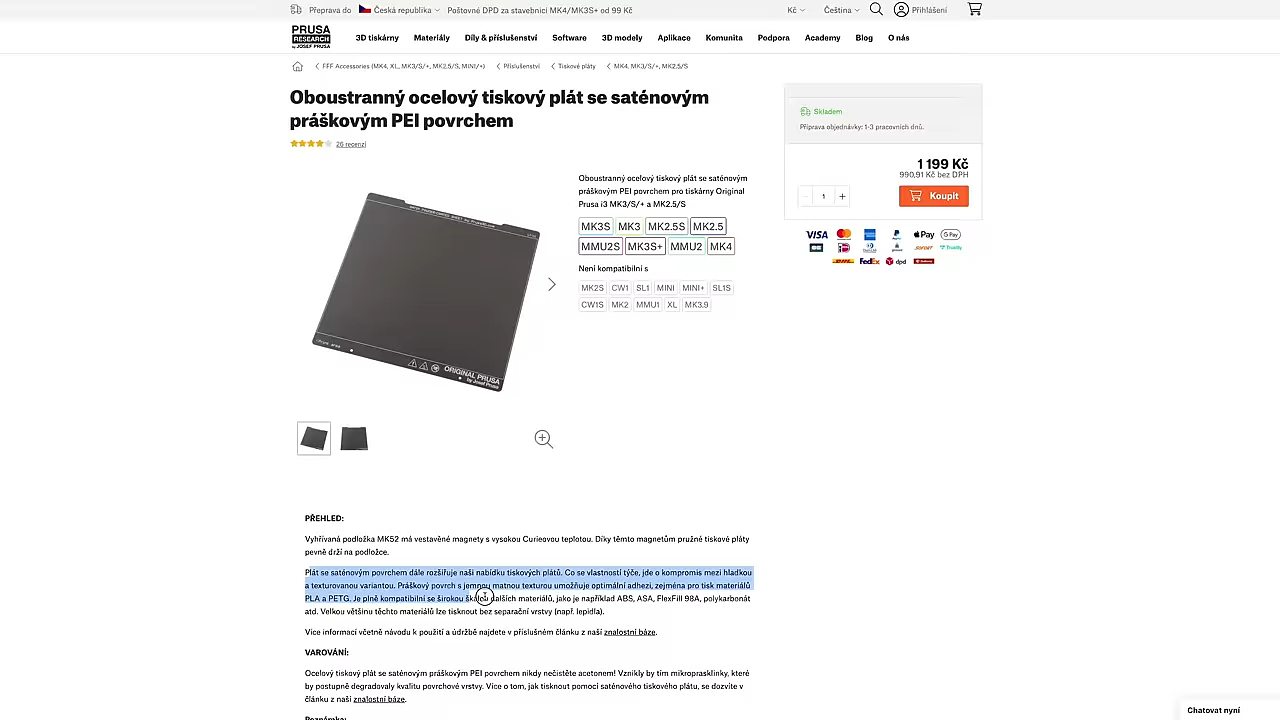 Příprava do Česká republika Poštovné DPD za stavebnici MK4/MK3S+ od 99 Kč Kč Čeština Přihlášení
PRUSA
RESEARCH
by JOSEF PRUSA
3D tiskárny Materiály Díly & příslušenství Software 3D modely Aplikace Komunita Podpora Academy Blog O nás
FFF Accessories (MK4, XL, MK3/S/+, MK2.5/S, MINI/+) Příslušenství Tiskové pláty MK4, MK3/S/+, MK2.5/S
Oboustranný ocelový tiskový plát se saténovým
práškovým PEI povrchem
26 recenzí
Skladem
Příprava objednávky: 1-3 pracovních dnů.
1 199 Kč
990,91 Kč bez DPH
- 1 + Koupit
VISA PayPal Apple Pay G Pay
SOFORT Trustly
DHL FedEx dpd
Oboustranný ocelový tiskový plát se saténovým
práškovým PEI povrchem pro tiskárny Original
Prusa i3 MK3/S/+ a MK2.5/S
MK3S MK3 MK2.5S MK2.5
MMU2S MK3S+ MMU2 MK4
Není kompatibilní s
MK2S CW1 SL1 MINI MINI+ SL1S
CW1S MK2 MMU1 XL MK3.9
ORIGINAL PRUSA
by Josef Prusa
PŘEHLED:
Vyhřívaná podložka MK52 má vestavěné magnety s vysokou Curieovou teplotou. Díky těmto magnetům pružné tiskové pláty
pevně drží na podložce.
Plát se saténovým povrchem dále rozšiřuje naši nabídku tiskových plátů. Co se vlastností týče, jde o kompromis mezi hladkou
a texturovanou variantou. Práškový povrch s jemnou matnou texturou umožňuje optimální adhezi, zejména pro tisk materiálů
PLA a PETG. Je plně kompatibilní se širokou škálou dalších materiálů, jako je například ABS, ASA, FlexFill 98A, polykarbonát
atd. Velkou většinu těchto materiálů lze tisknout bez separační vrstvy (např. lepidla).
Více informací včetně návodu k použití a údržbě najdete v příslušném článku z naší znalostní báze.
VAROVÁNÍ:
Ocelový tiskový plát se saténovým práškovým PEI povrchem nikdy nečistěte acetonem! Vznikly by tím mikroprasklinky, které
by postupně degradovaly kvalitu povrchové vrstvy. Více o tom, jak tisknout pomocí saténového tiskového plátu, se dozvíte v
článku z naší znalostní báze.
Poznámka:
Chatovat nyní